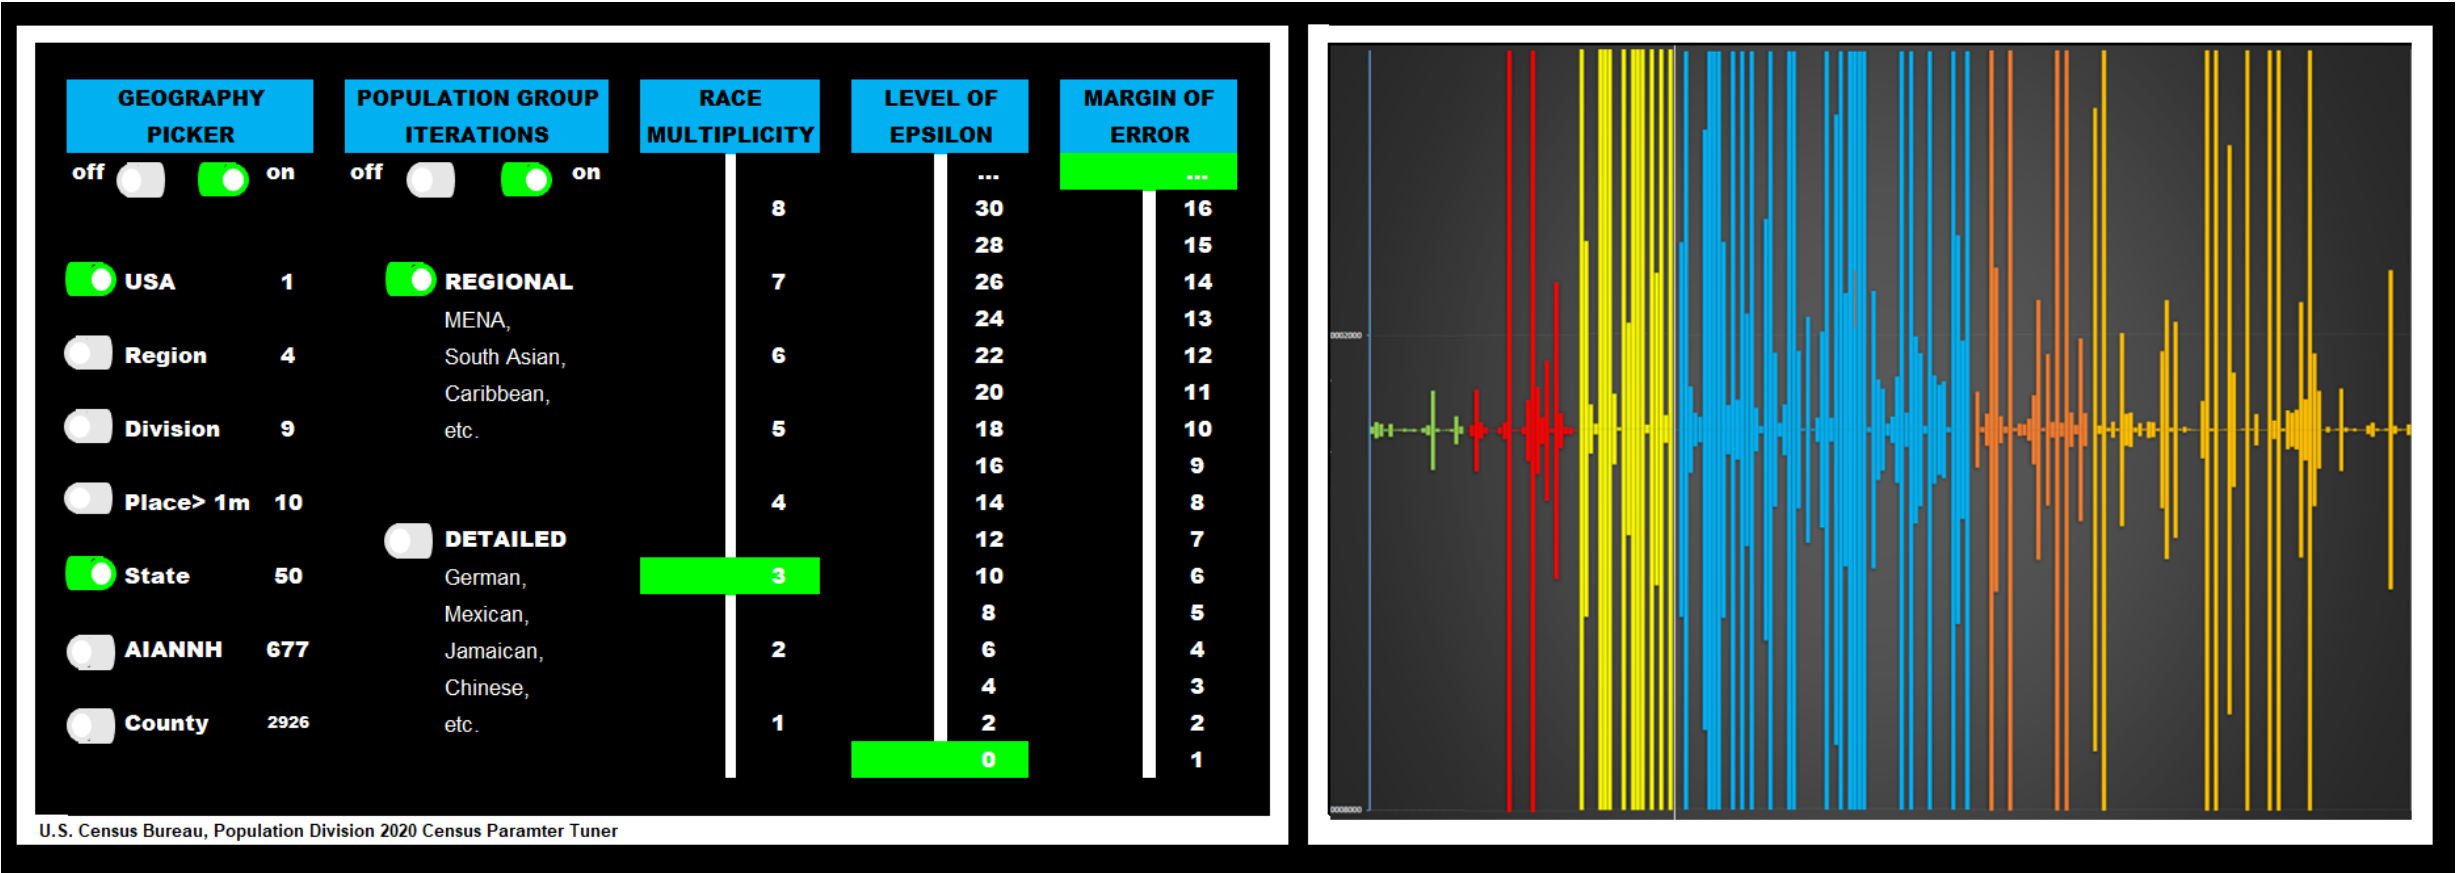 GEOGRAPHY
PICKER
off on
USA 1
Region 4
Division 9
Place> 1m 10
State 50
AIANNH 677
County 2926
POPULATION GROUP
ITERATIONS
off on
REGIONAL
MENA,
South Asian,
Caribbean,
etc.
DETAILED
German,
Mexican,
Jamaican,
Chinese,
etc.
RACE
MULTIPLICITY
8
7
6
5
4
3
2
1
LEVEL OF
EPSILON
...
30
28
26
24
22
20
18
16
14
12
10
8
6
4
2
0
MARGIN OF
ERROR
...
16
15
14
13
12
11
10
9
8
7
6
5
4
3
2
1
U.S. Census Bureau, Population Division 2020 Census Paramter Tuner
0002000
0008000